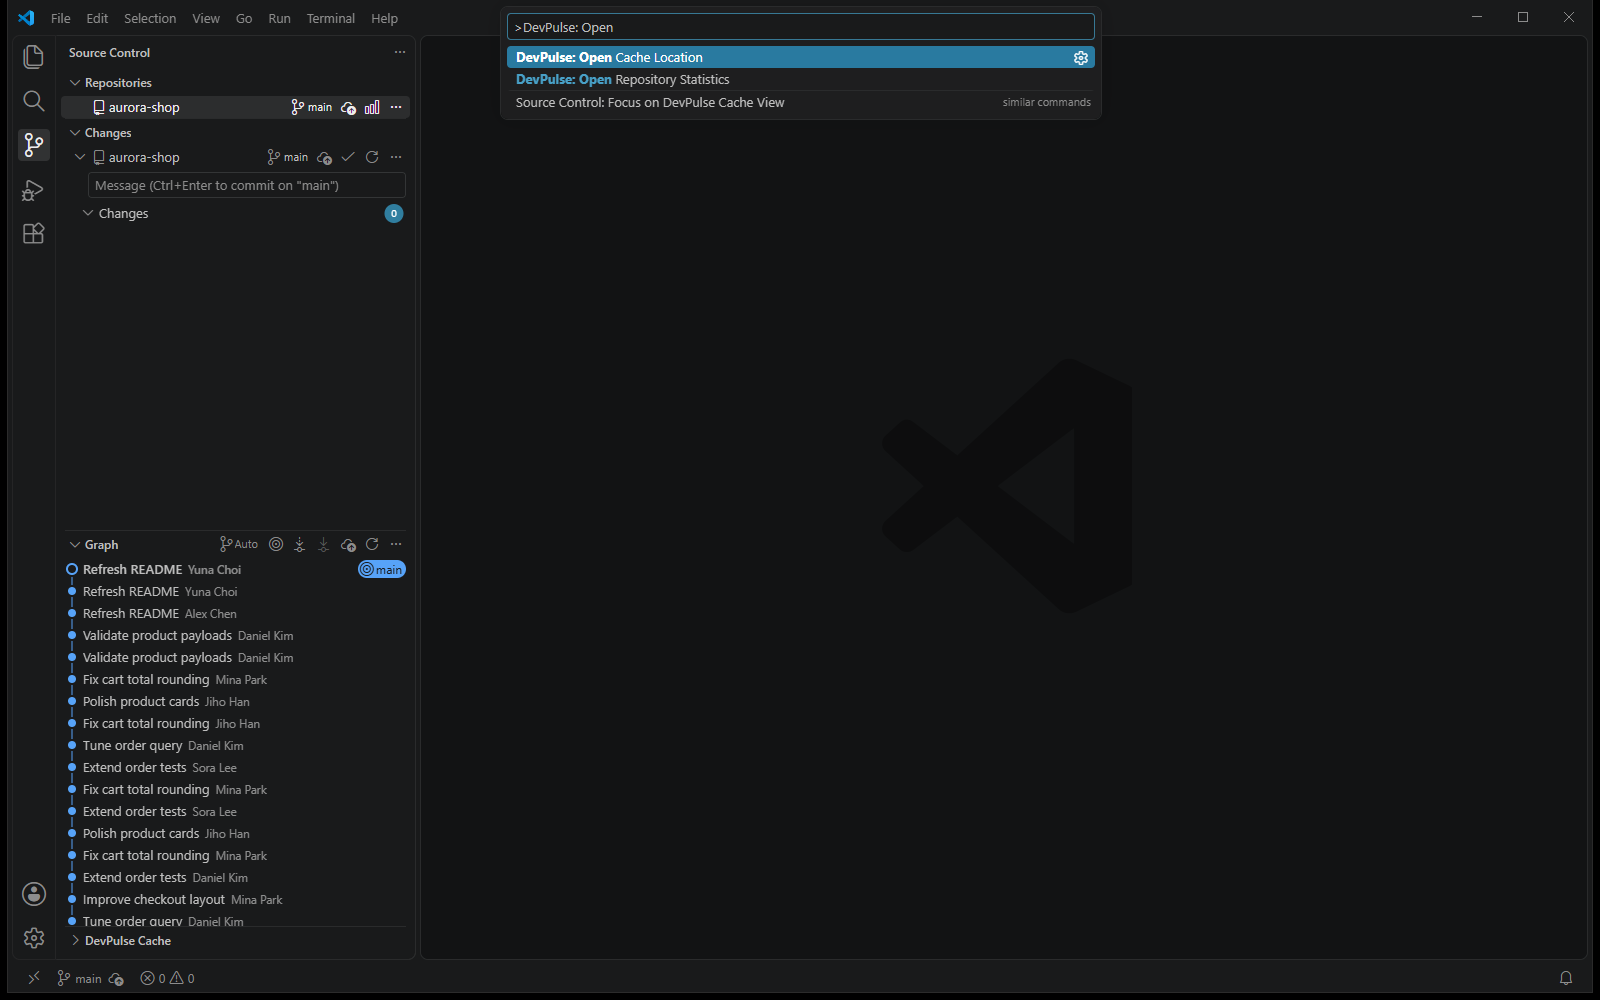 File Edit Selection View Go Run Terminal Help
>DevPulse: Open
DevPulse: Open Cache Location
DevPulse: Open Repository Statistics
Source Control: Focus on DevPulse Cache View similar commands
Source Control
Repositories
aurora-shop main
Changes
aurora-shop main
Message (Ctrl+Enter to commit on "main")
Changes 0
Graph Auto
Refresh README Yuna Choi main
Refresh README Yuna Choi
Refresh README Alex Chen
Validate product payloads Daniel Kim
Validate product payloads Daniel Kim
Fix cart total rounding Mina Park
Polish product cards Jiho Han
Fix cart total rounding Jiho Han
Tune order query Daniel Kim
Extend order tests Sora Lee
Fix cart total rounding Mina Park
Extend order tests Sora Lee
Polish product cards Jiho Han
Fix cart total rounding Mina Park
Extend order tests Daniel Kim
Improve checkout layout Mina Park
Tune order query Daniel Kim
DevPulse Cache
main 0 0